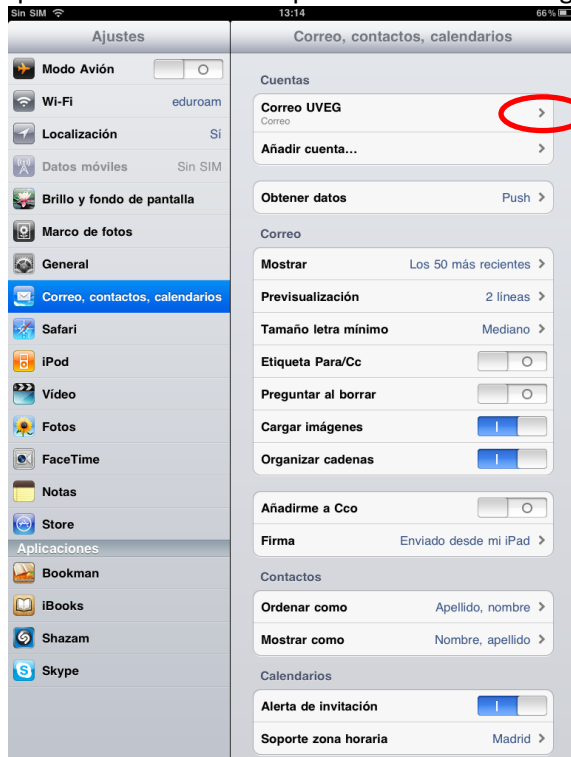 Sin SIM 13:14 66%
Ajustes
Modo Avión
Wi-Fi eduroam
Localización Sí
Datos móviles Sin SIM
Brillo y fondo de pantalla
Marco de fotos
General
Correo, contactos, calendarios
Safari
iPod
Vídeo
Fotos
FaceTime
Notas
Store
Aplicaciones
Bookman
iBooks
Shazam
Skype
Correo, contactos, calendarios
Cuentas
Correo UVEG
Correo
Añadir cuenta...
Obtener datos Push
Correo
Mostrar Los 50 más recientes
Previsualización 2 líneas
Tamaño letra mínimo Mediano
Etiqueta Para/Cc
Preguntar al borrar
Cargar imágenes
Organizar cadenas
Añadirme a Cco
Firma Enviado desde mi iPad
Contactos
Ordenar como Apellido, nombre
Mostrar como Nombre, apellido
Calendarios
Alerta de invitación
Soporte zona horaria Madrid